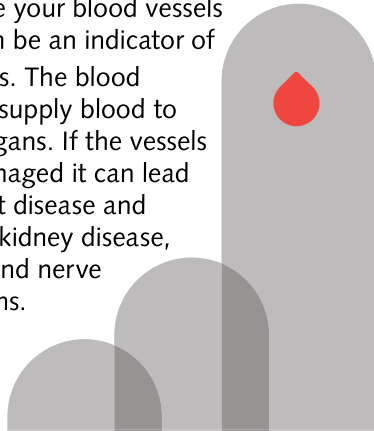 e your blood vessels
n be an indicator of
s. The blood
supply blood to
gans. If the vessels
maged it can lead
t disease and
kidney disease,
nd nerve
ns.